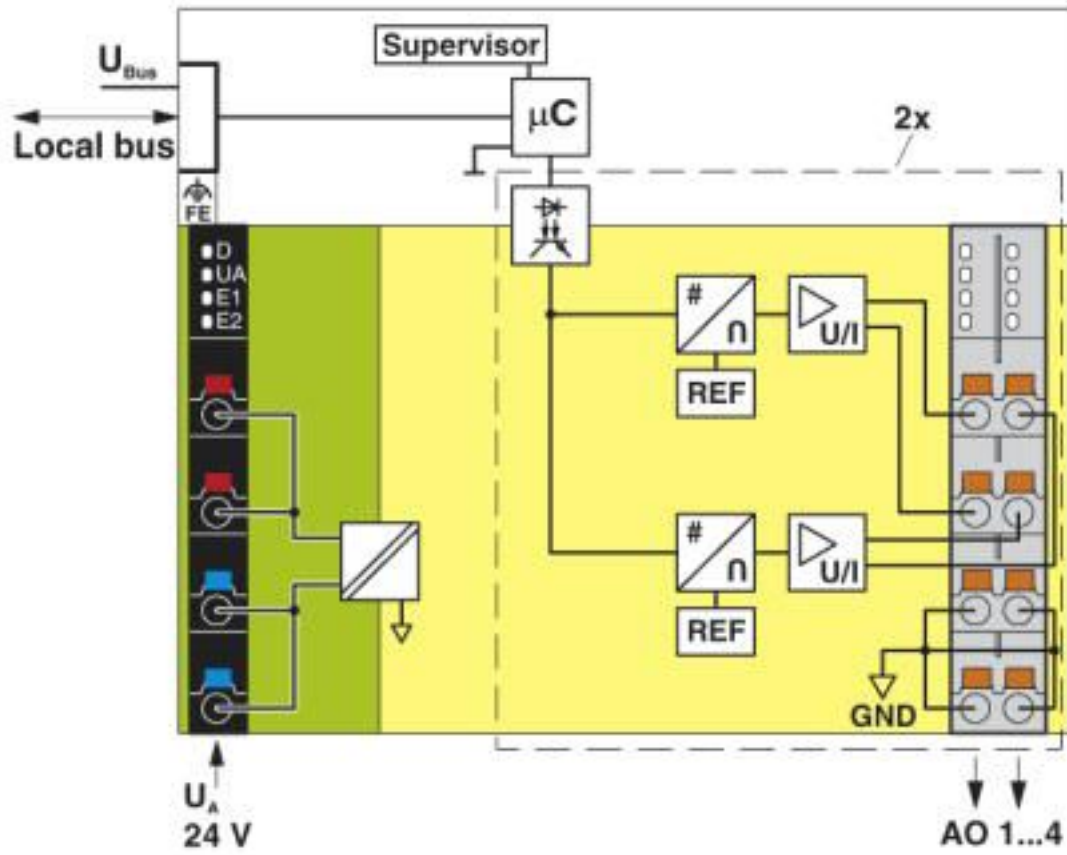 Supervisor
U Bus
µC
Local bus
2x
FE
D
UA
E1
E2
# ∩
U/I
REF
# ∩
U/I
REF
GND
U A
24 V
AO 1...4